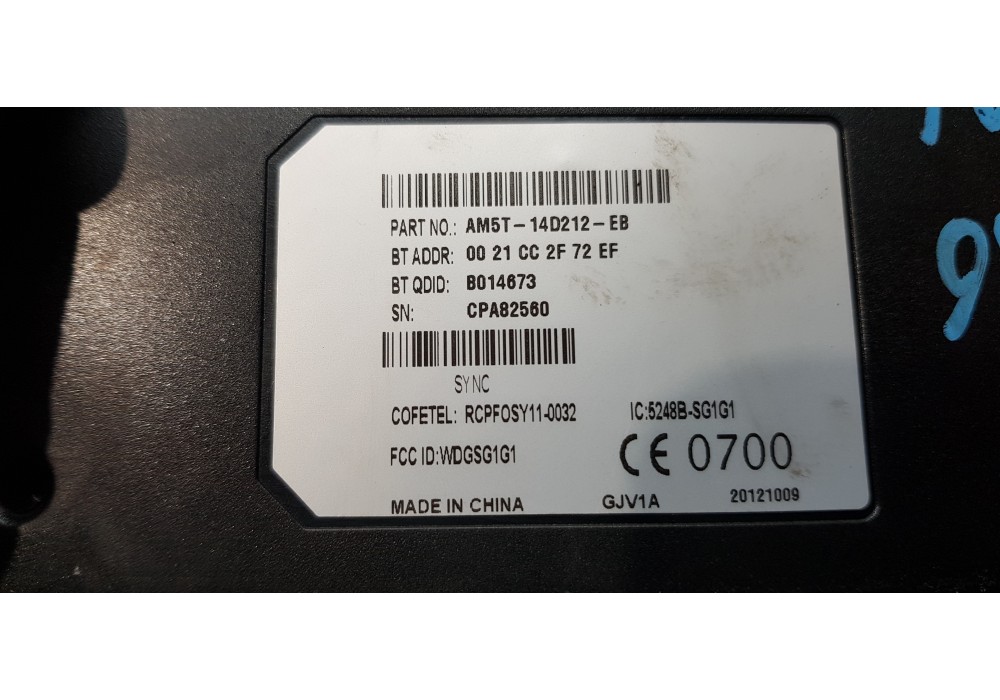 PART NO.: AM5T-14D212-EB
BT ADDR: 00 21 CC 2F 72 EF
BT QDID: B014673
SN: CPA82560
SYNC
COFETEL: RCPFOSY11-0032 IC:5248B-SG1G1
FCC ID:WDGSG1G1 CE 0700
MADE IN CHINA GJV1A 20121009